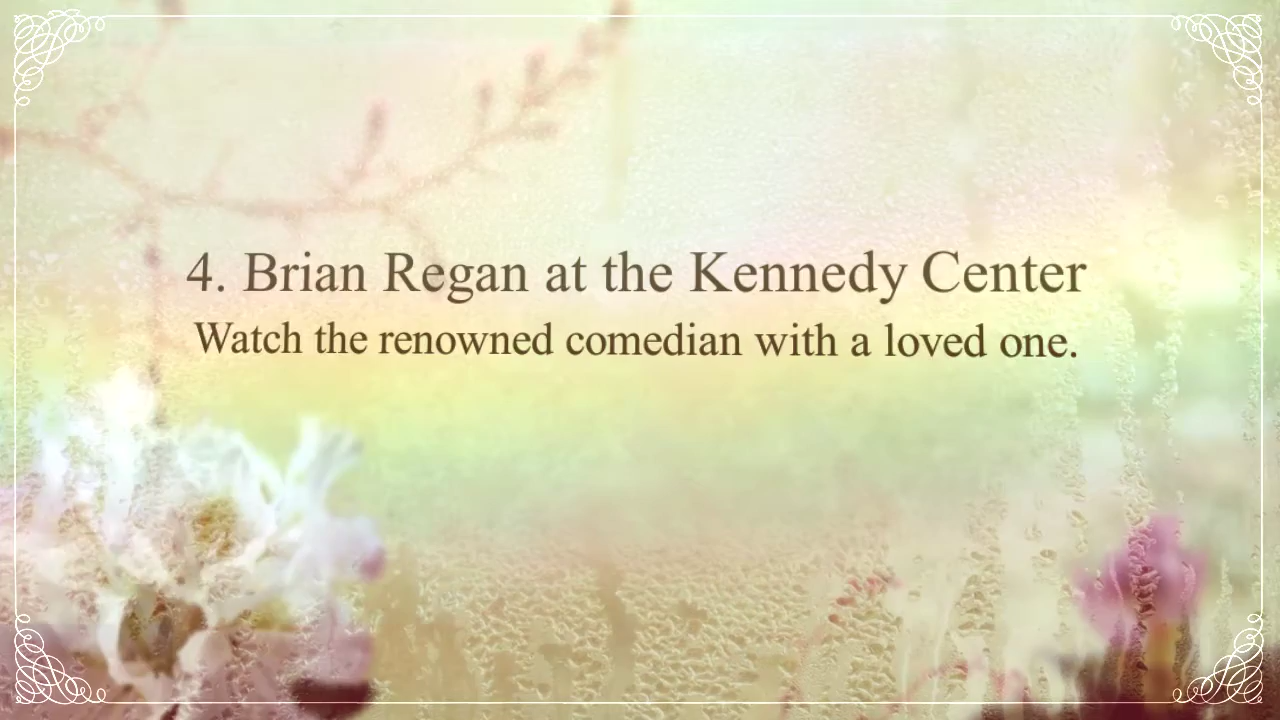 4. Brian Regan at the Kennedy Center
Watch the renowned comedian with a loved one.